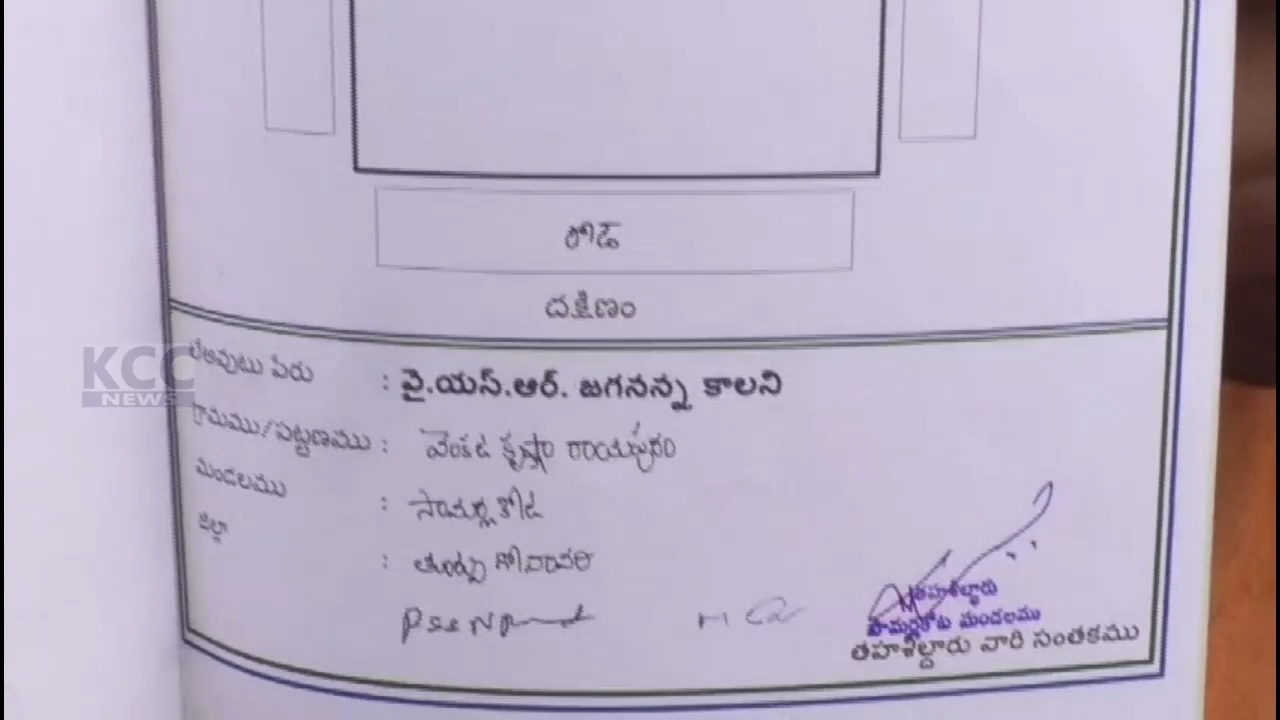 రోడ్
దక్షిణం
లేఅవుటు పేరు : వై.యస్.ఆర్. జగనన్న కాలని
గ్రామము/పట్టణము : వెంకట కృష్ణా రాయపురం
మండలము : సామర్లకోట
జిల్లా : తూర్పు గోదావరి
తహశీల్దారు
సామర్లకోట మండలము
తహశీల్దారు వారి సంతకము
KCC
NEWS